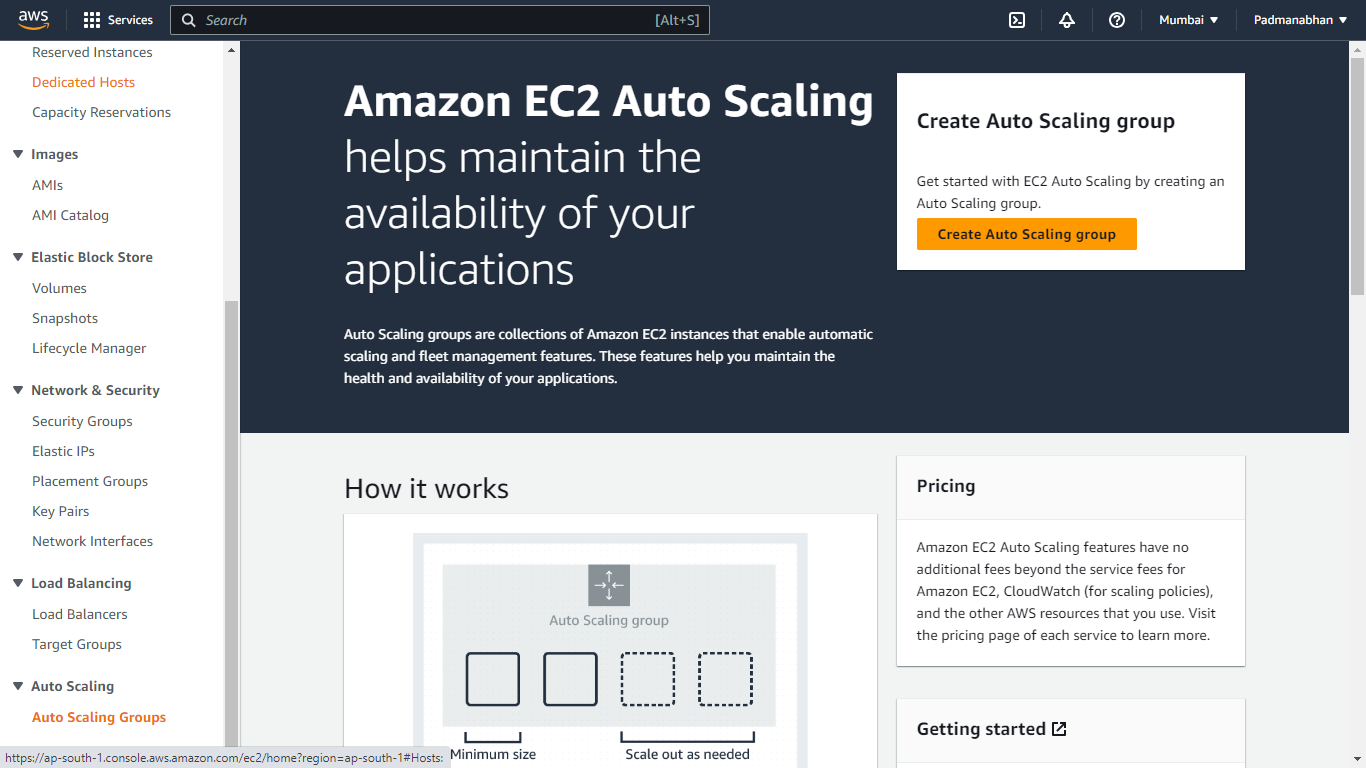 aws
Services
Search
[Alt+S]
Mumbai
Padmanabhan
Reserved Instances
Dedicated Hosts
Capacity Reservations
Images
AMIs
AMI Catalog
Elastic Block Store
Volumes
Snapshots
Lifecycle Manager
Network & Security
Security Groups
Elastic IPs
Placement Groups
Key Pairs
Network Interfaces
Load Balancing
Load Balancers
Target Groups
Auto Scaling
Auto Scaling Groups
https://ap-south-1.console.aws.amazon.com/ec2/home?region=ap-south-1#Hosts:
Amazon EC2 Auto Scaling
helps maintain the
availability of your
applications
Auto Scaling groups are collections of Amazon EC2 instances that enable automatic
scaling and fleet management features. These features help you maintain the
health and availability of your applications.
Create Auto Scaling group
Get started with EC2 Auto Scaling by creating an
Auto Scaling group.
Create Auto Scaling group
How it works
Auto Scaling group
Minimum size
Scale out as needed
Pricing
Amazon EC2 Auto Scaling features have no
additional fees beyond the service fees for
Amazon EC2, CloudWatch (for scaling policies),
and the other AWS resources that you use. Visit
the pricing page of each service to learn more.
Getting started